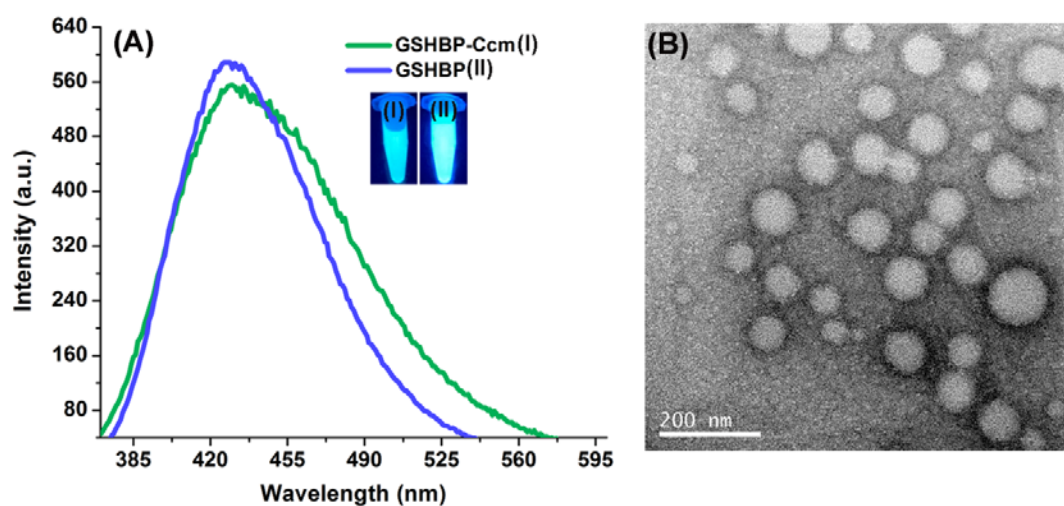 (A)
GSHBP-Ccm(I)
GSHBP(II)
(I) (II)
Intensity (a.u.)
640
560
480
400
320
240
160
80
385 420 455 490 525 560 595
Wavelength (nm)
(B)
200 nm